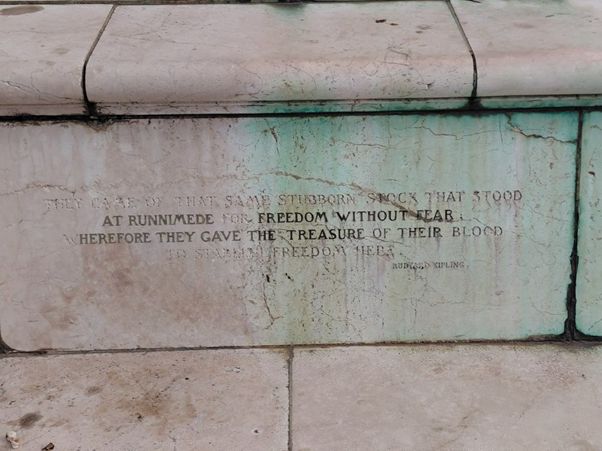 THEY CAME OF THAT SAME STUBBORN STOCK THAT STOOD
AT RUNNIMEDE FOR FREEDOM WITHOUT FEAR
WHEREFORE THEY GAVE THE TREASURE OF THEIR BLOOD
TO STABLISH FREEDOM HERE
RUDYARD KIPLING.